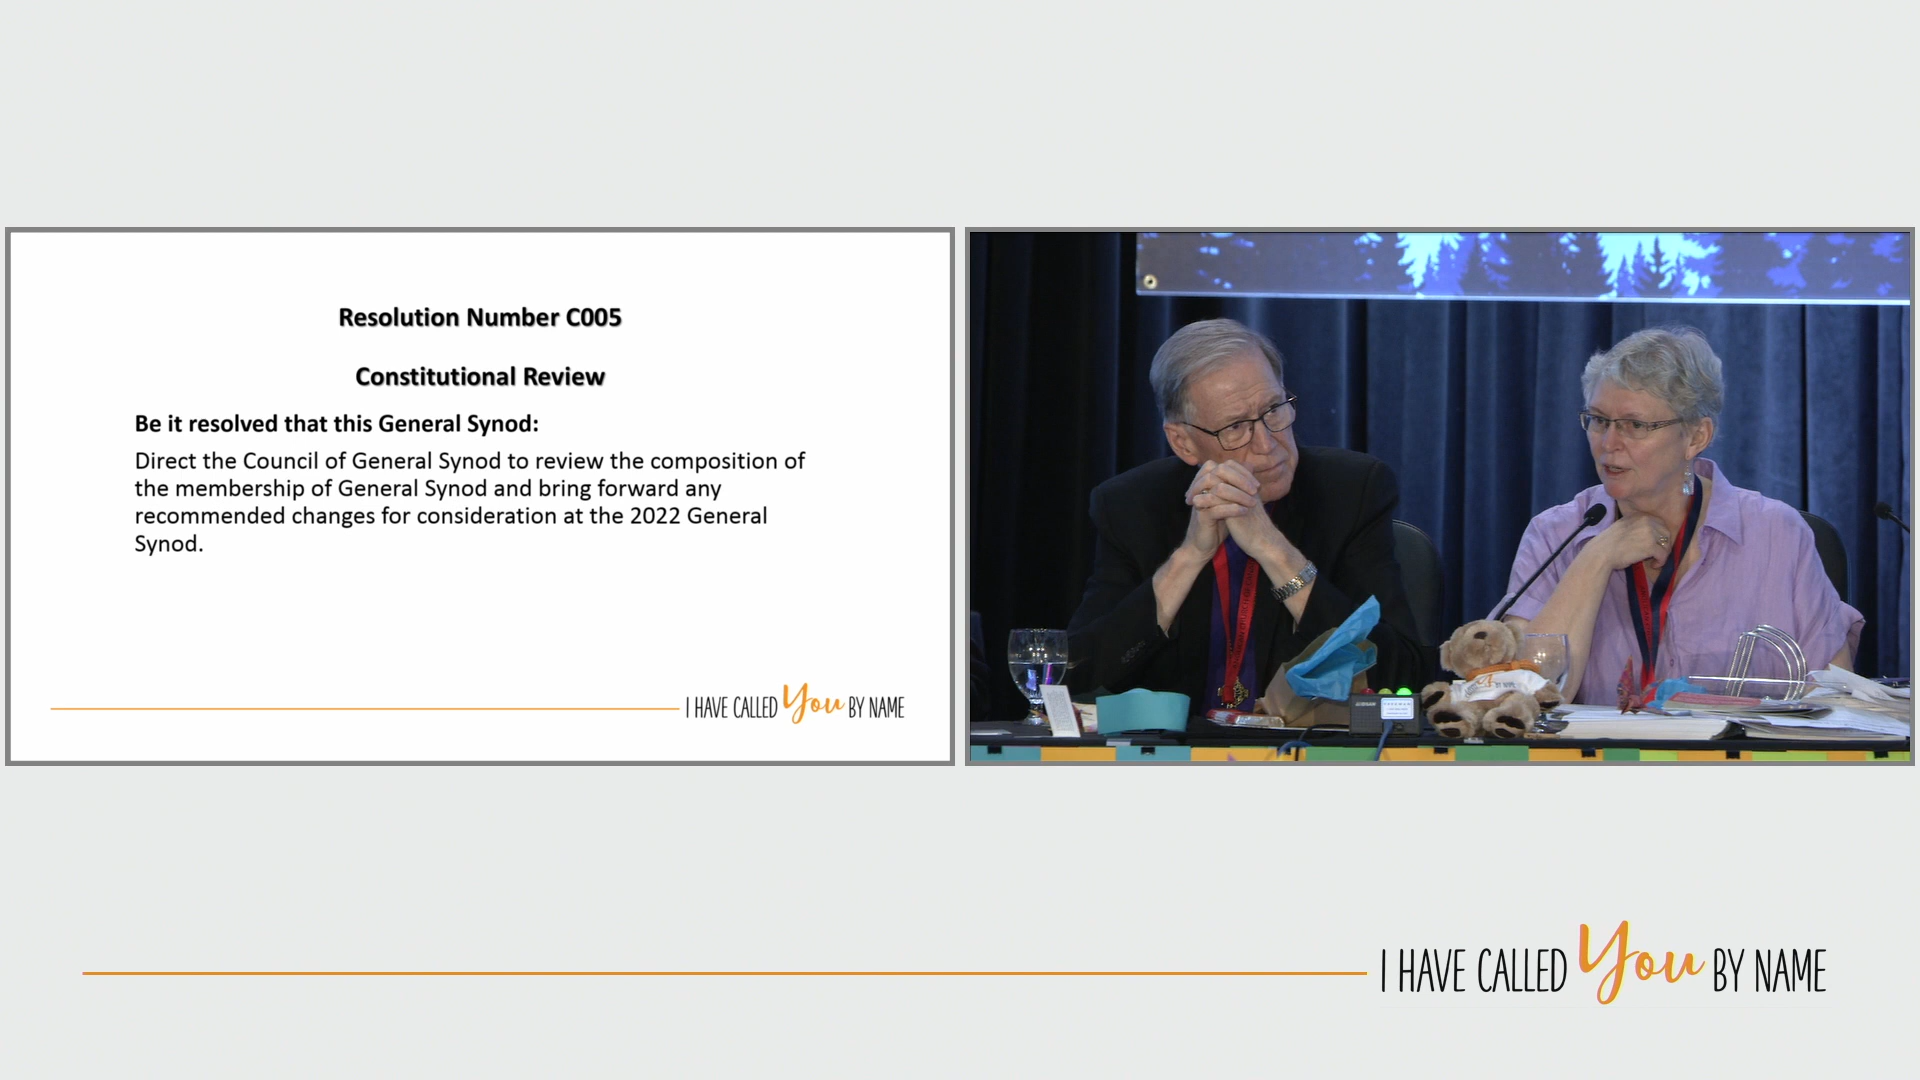 Resolution Number C005
Constitutional Review
Be it resolved that this General Synod:
Direct the Council of General Synod to review the composition of
the membership of General Synod and bring forward any
recommended changes for consideration at the 2022 General
Synod.
I HAVE CALLED You BY NAME
I HAVE CALLED You BY NAME